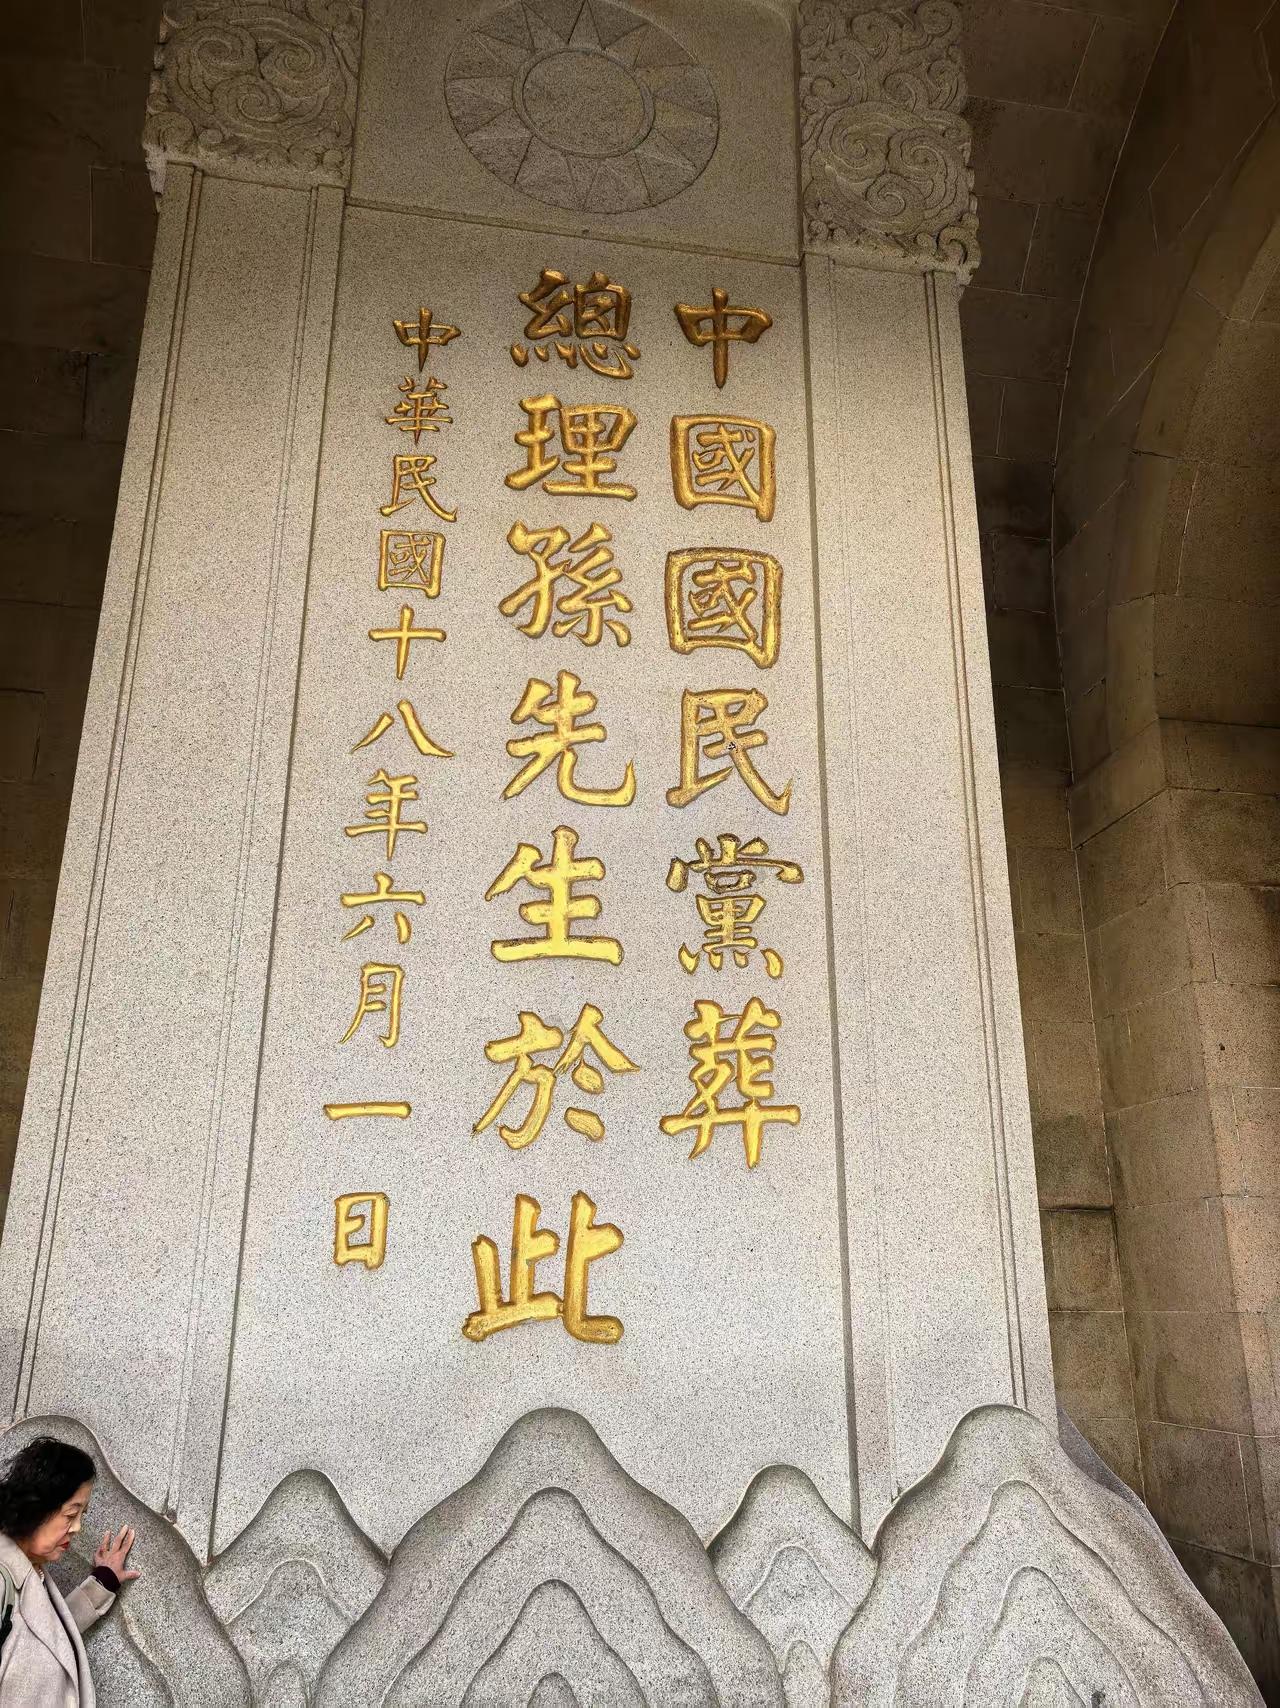 中國國民黨葬
總理孫先生於此
中華民國十八年六月一日